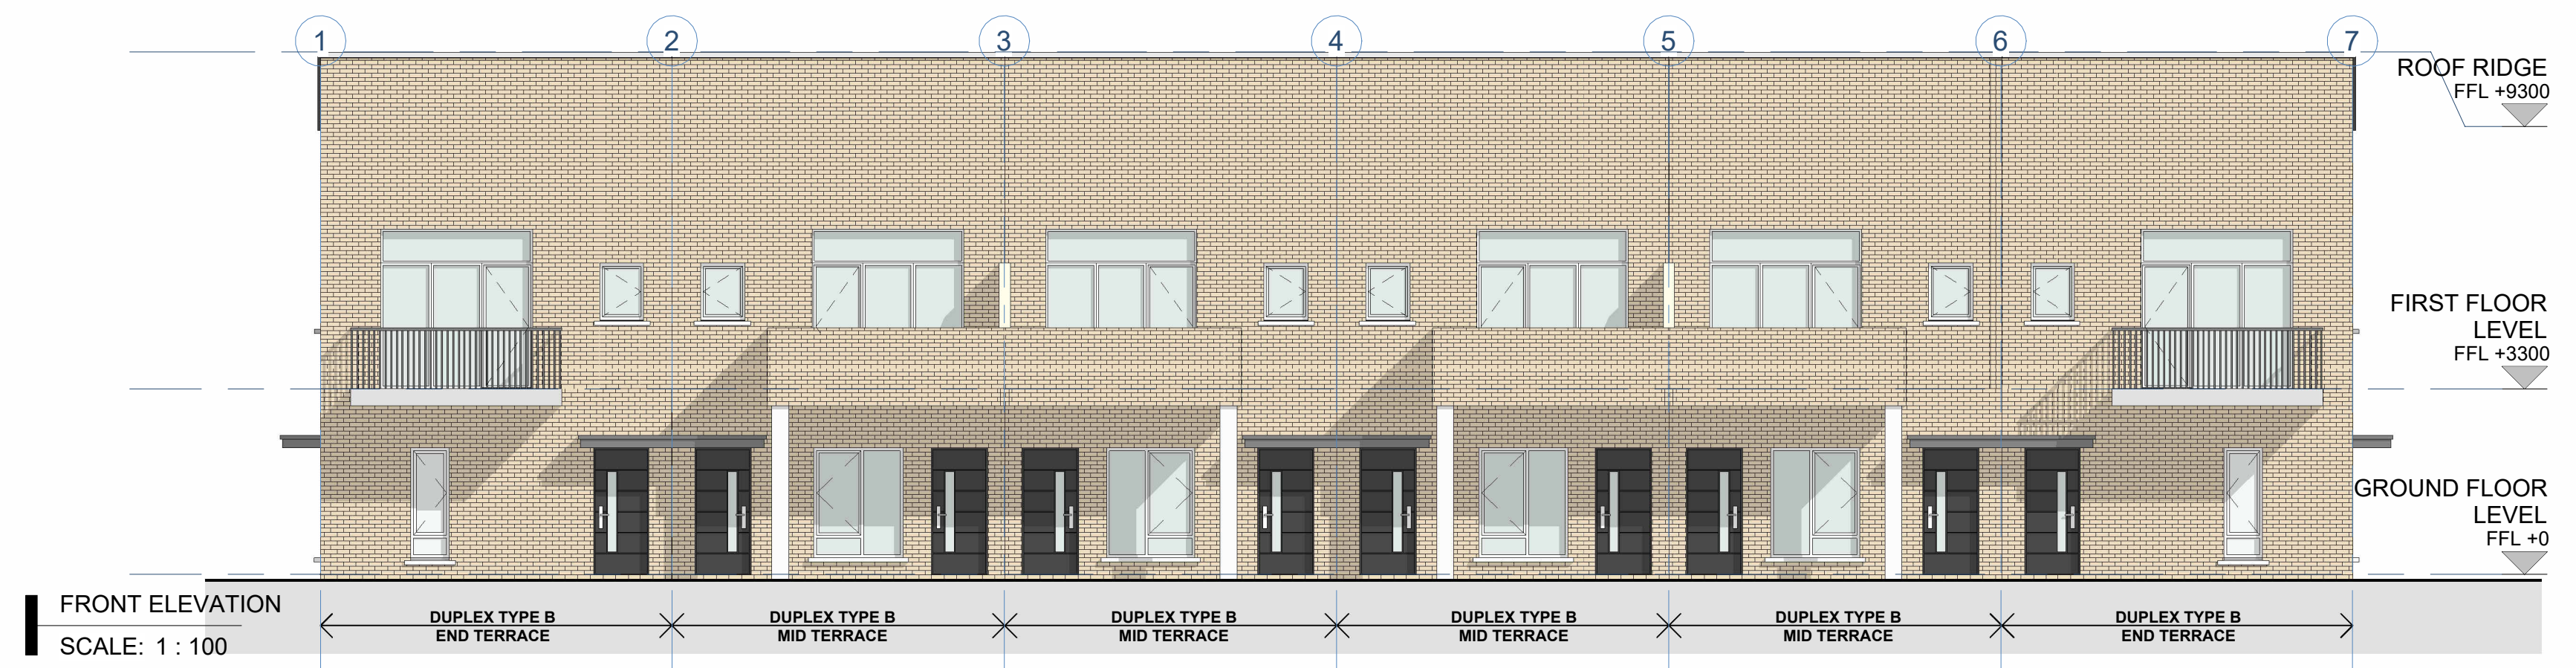 1 2 3 4 5 6 7
ROOF RIDGE
FFL +9300
FIRST FLOOR
LEVEL
FFL +3300
GROUND FLOOR
LEVEL
FFL +0
FRONT ELEVATION
SCALE: 1 : 100
DUPLEX TYPE B
END TERRACE
DUPLEX TYPE B
MID TERRACE
DUPLEX TYPE B
MID TERRACE
DUPLEX TYPE B
MID TERRACE
DUPLEX TYPE B
MID TERRACE
DUPLEX TYPE B
END TERRACE